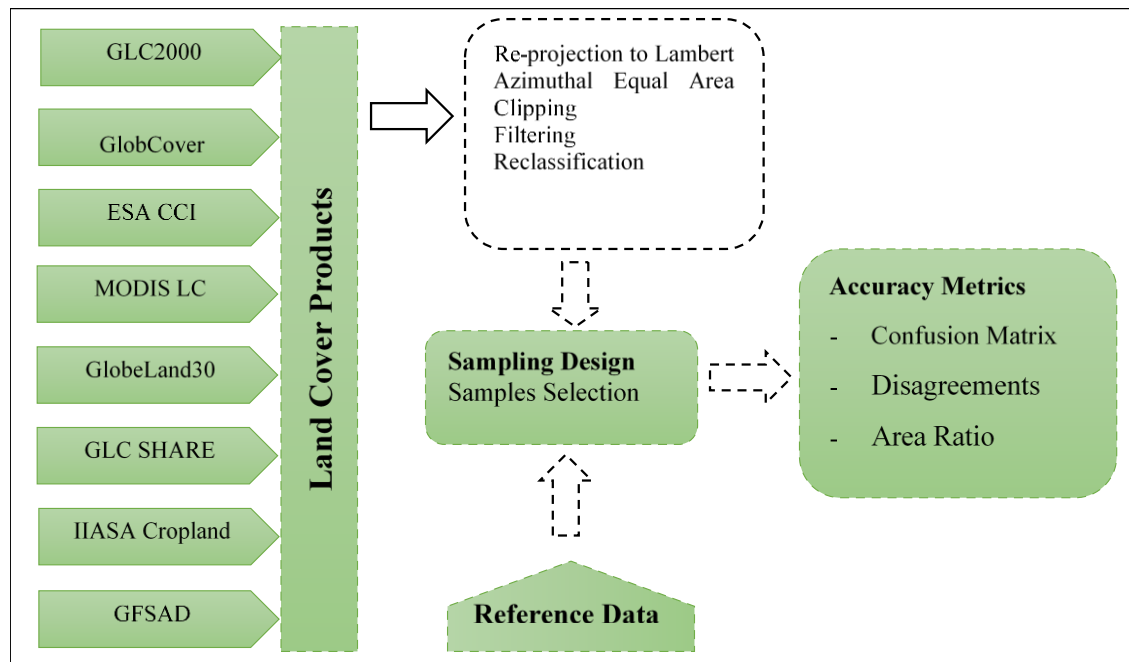 GLC2000
GlobCover
ESA CCI
MODIS LC
GlobeLand30
GLC SHARE
IIASA Cropland
GFSAD
Land Cover Products
Re-projection to Lambert
Azimuthal Equal Area
Clipping
Filtering
Reclassification
Sampling Design
Samples Selection
Reference Data
Accuracy Metrics
- Confusion Matrix
- Disagreements
- Area Ratio